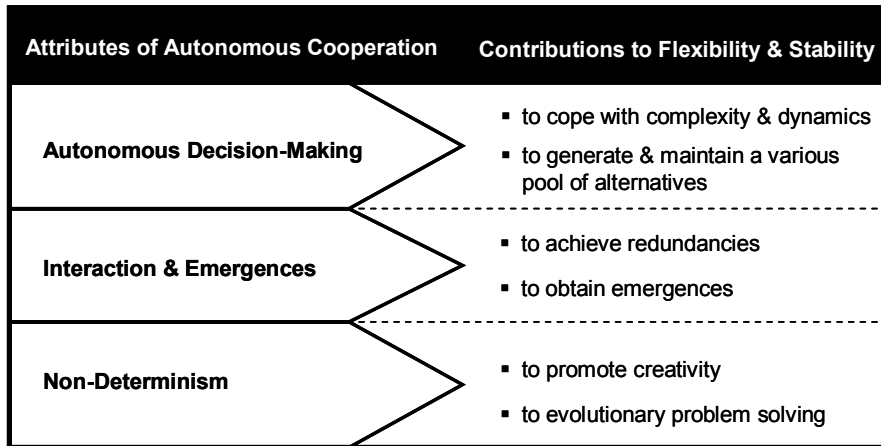 Attributes of Autonomous Cooperation
Contributions to Flexibility & Stability
Autonomous Decision-Making
▪ to cope with complexity & dynamics
▪ to generate & maintain a various
pool of alternatives
Interaction & Emergences
▪ to achieve redundancies
▪ to obtain emergences
Non-Determinism
▪ to promote creativity
▪ to evolutionary problem solving